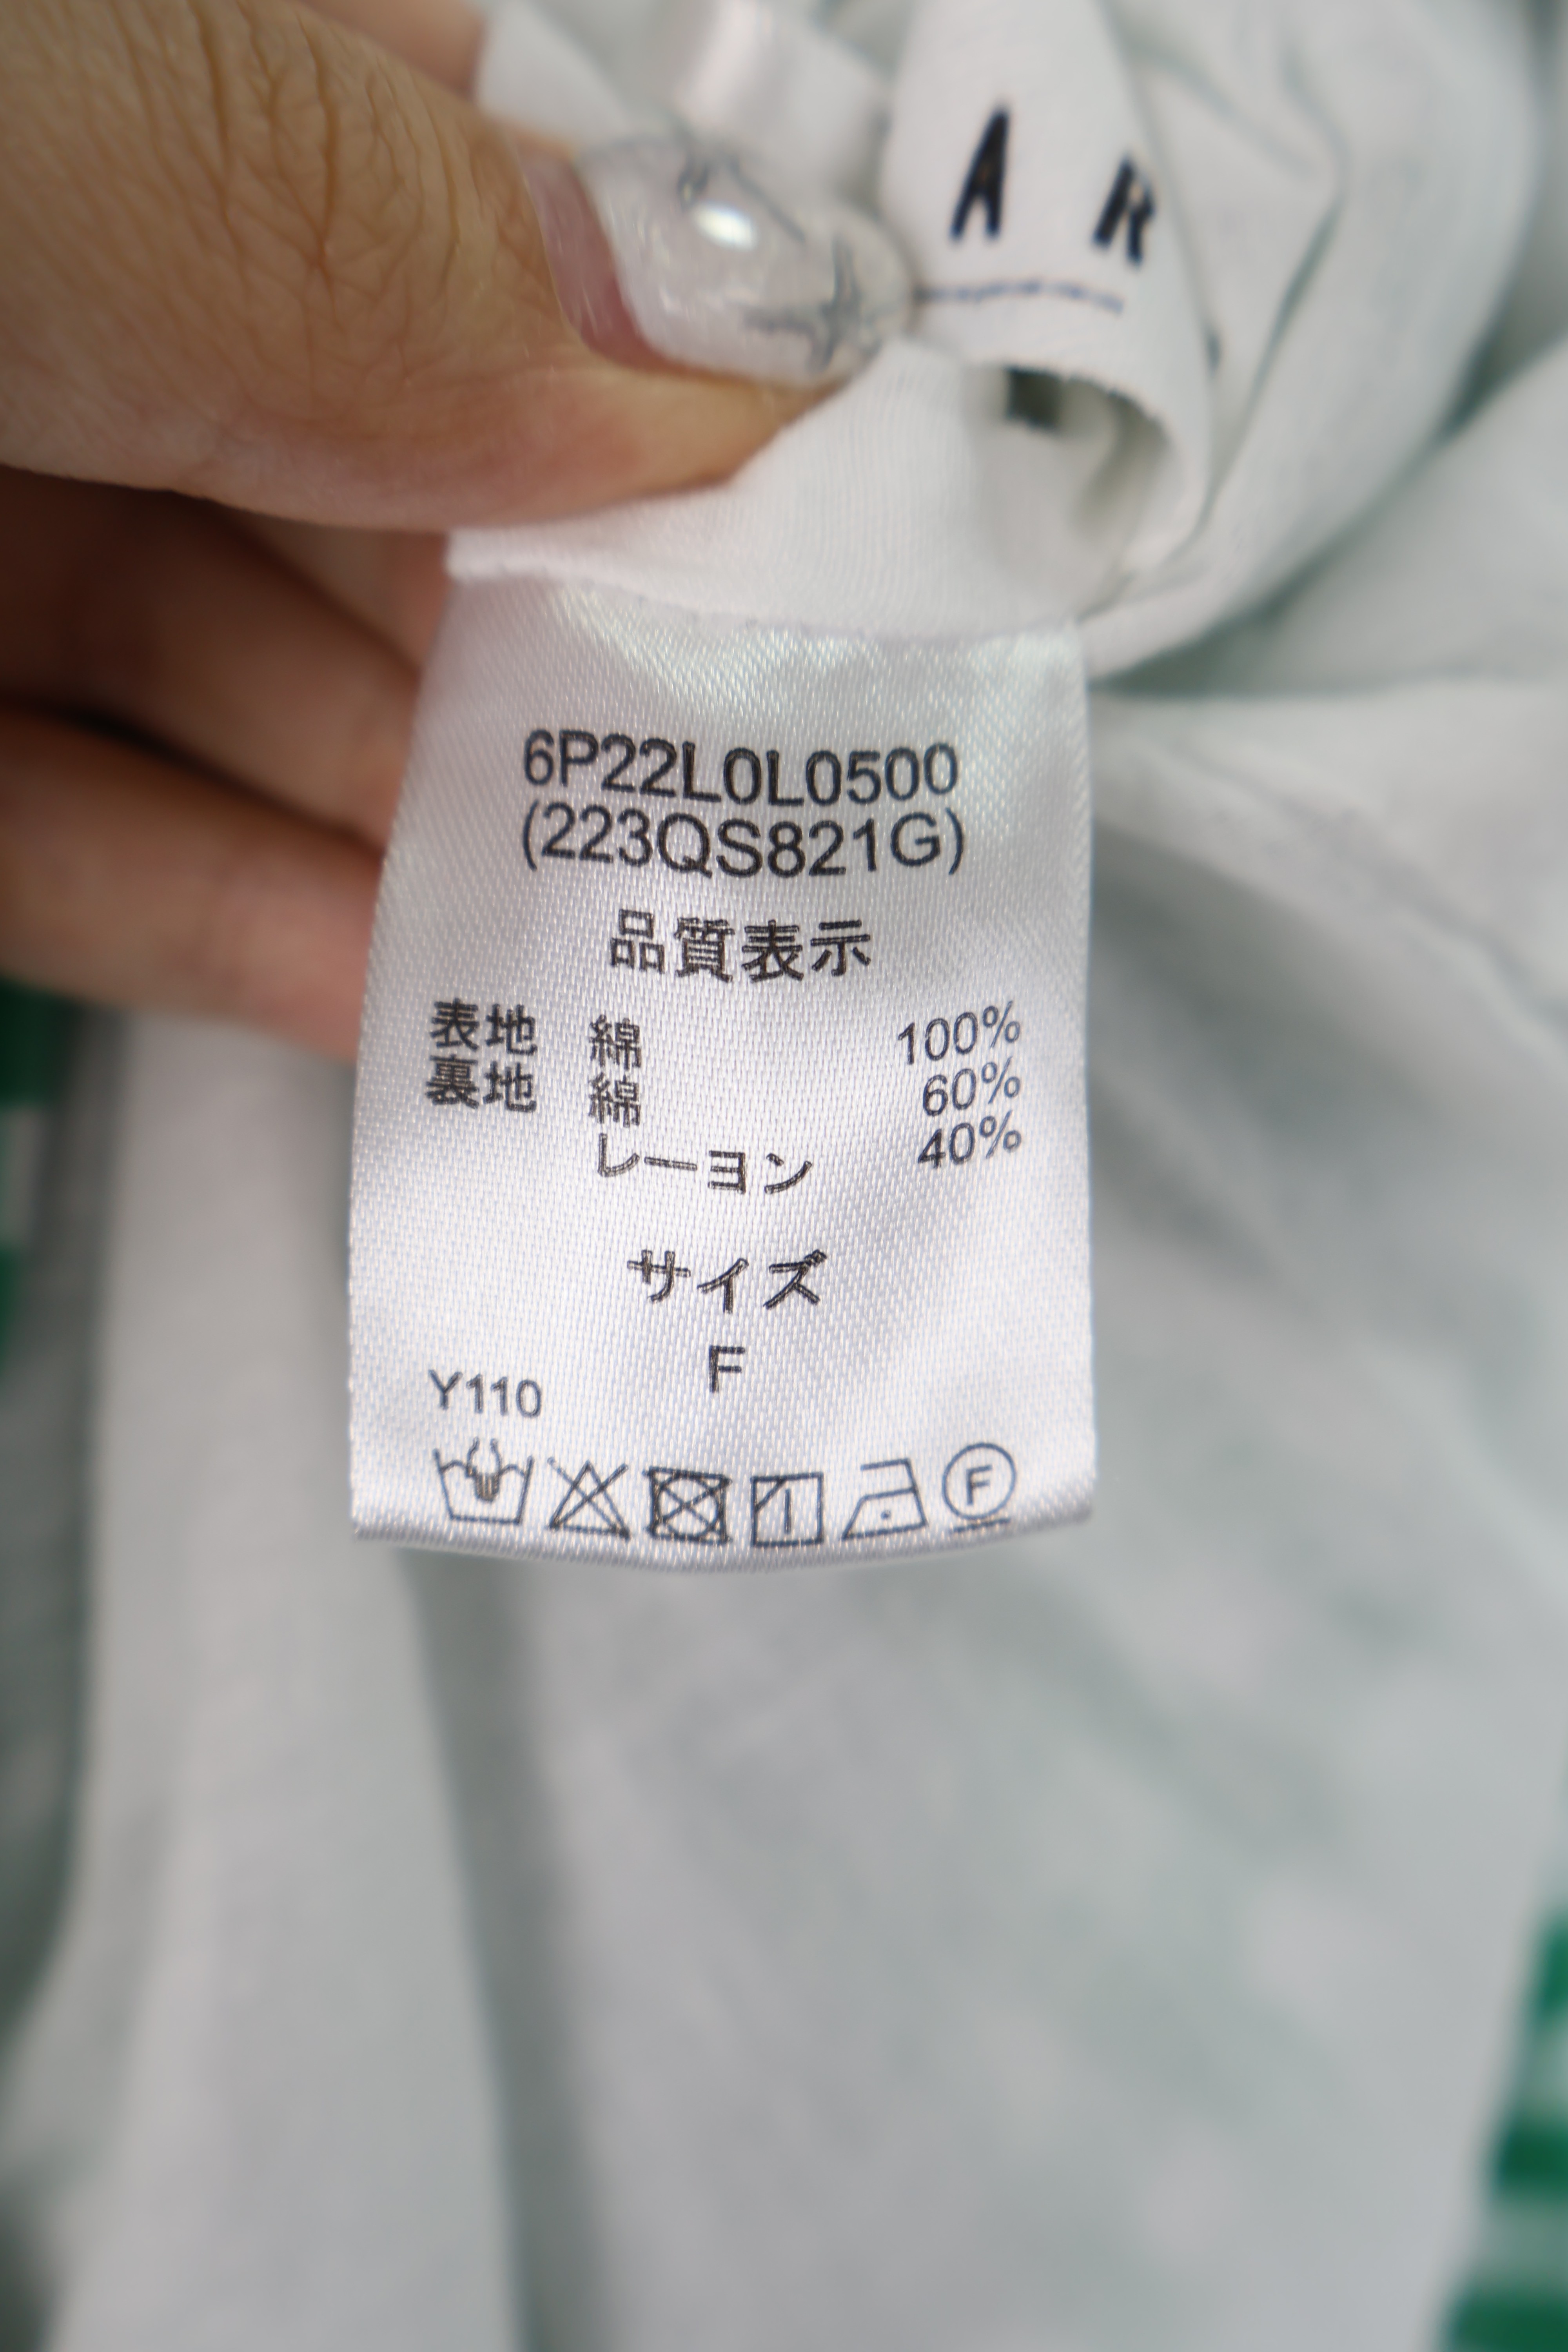 A R
6P22L0L0500
(223QS821G)
品質表示
表地 綿 100%
裏地 綿 60%
レーヨン 40%
サイズ
F
Y110
F